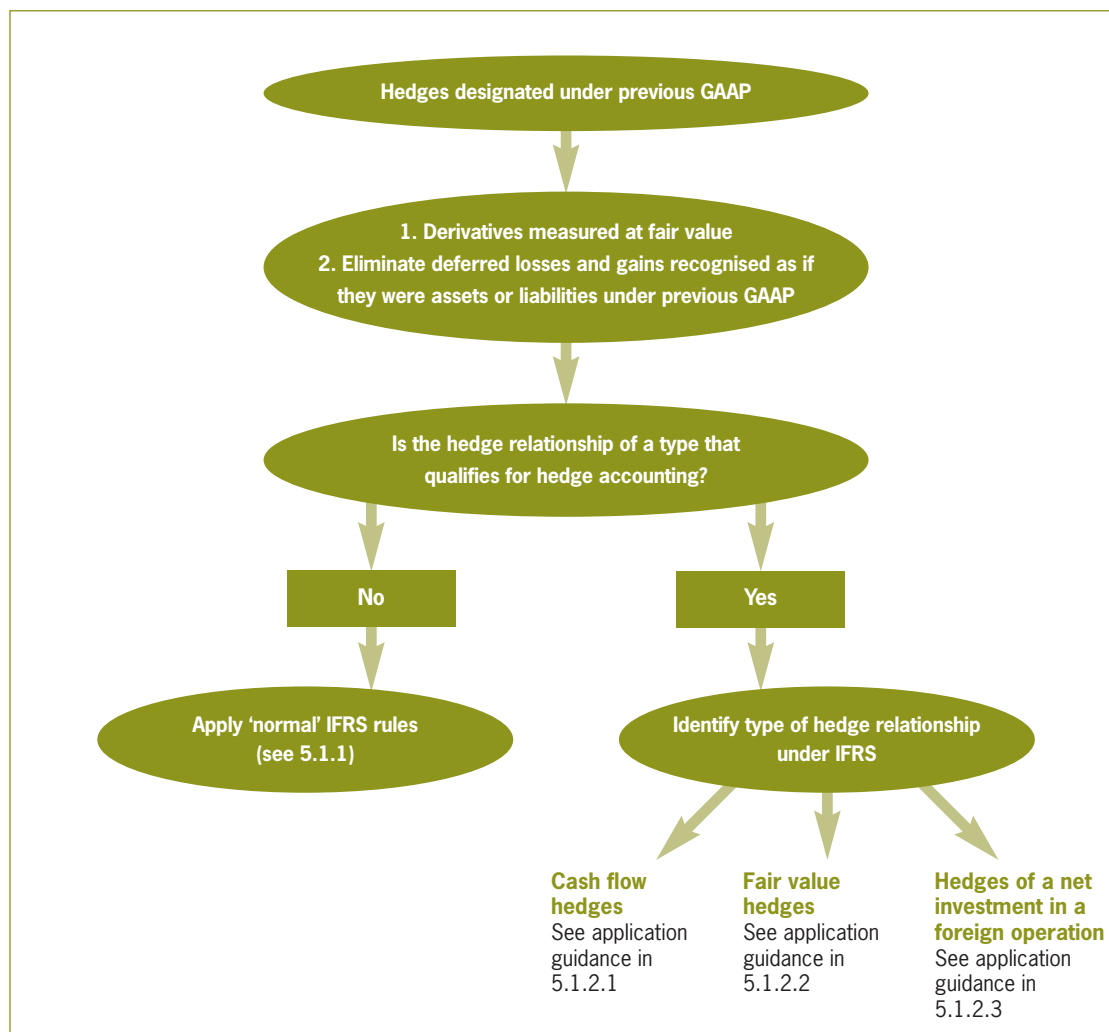 Hedges designated under previous GAAP
1. Derivatives measured at fair value
2. Eliminate deferred losses and gains recognised as if
they were assets or liabilities under previous GAAP
Is the hedge relationship of a type that
qualifies for hedge accounting?
No
Yes
Apply ‘normal’ IFRS rules
(see 5.1.1)
Identify type of hedge relationship
under IFRS
Cash flow
hedges
See application
guidance in
5.1.2.1
Fair value
hedges
See application
guidance in
5.1.2.2
Hedges of a net
investment in a
foreign operation
See application
guidance in
5.1.2.3